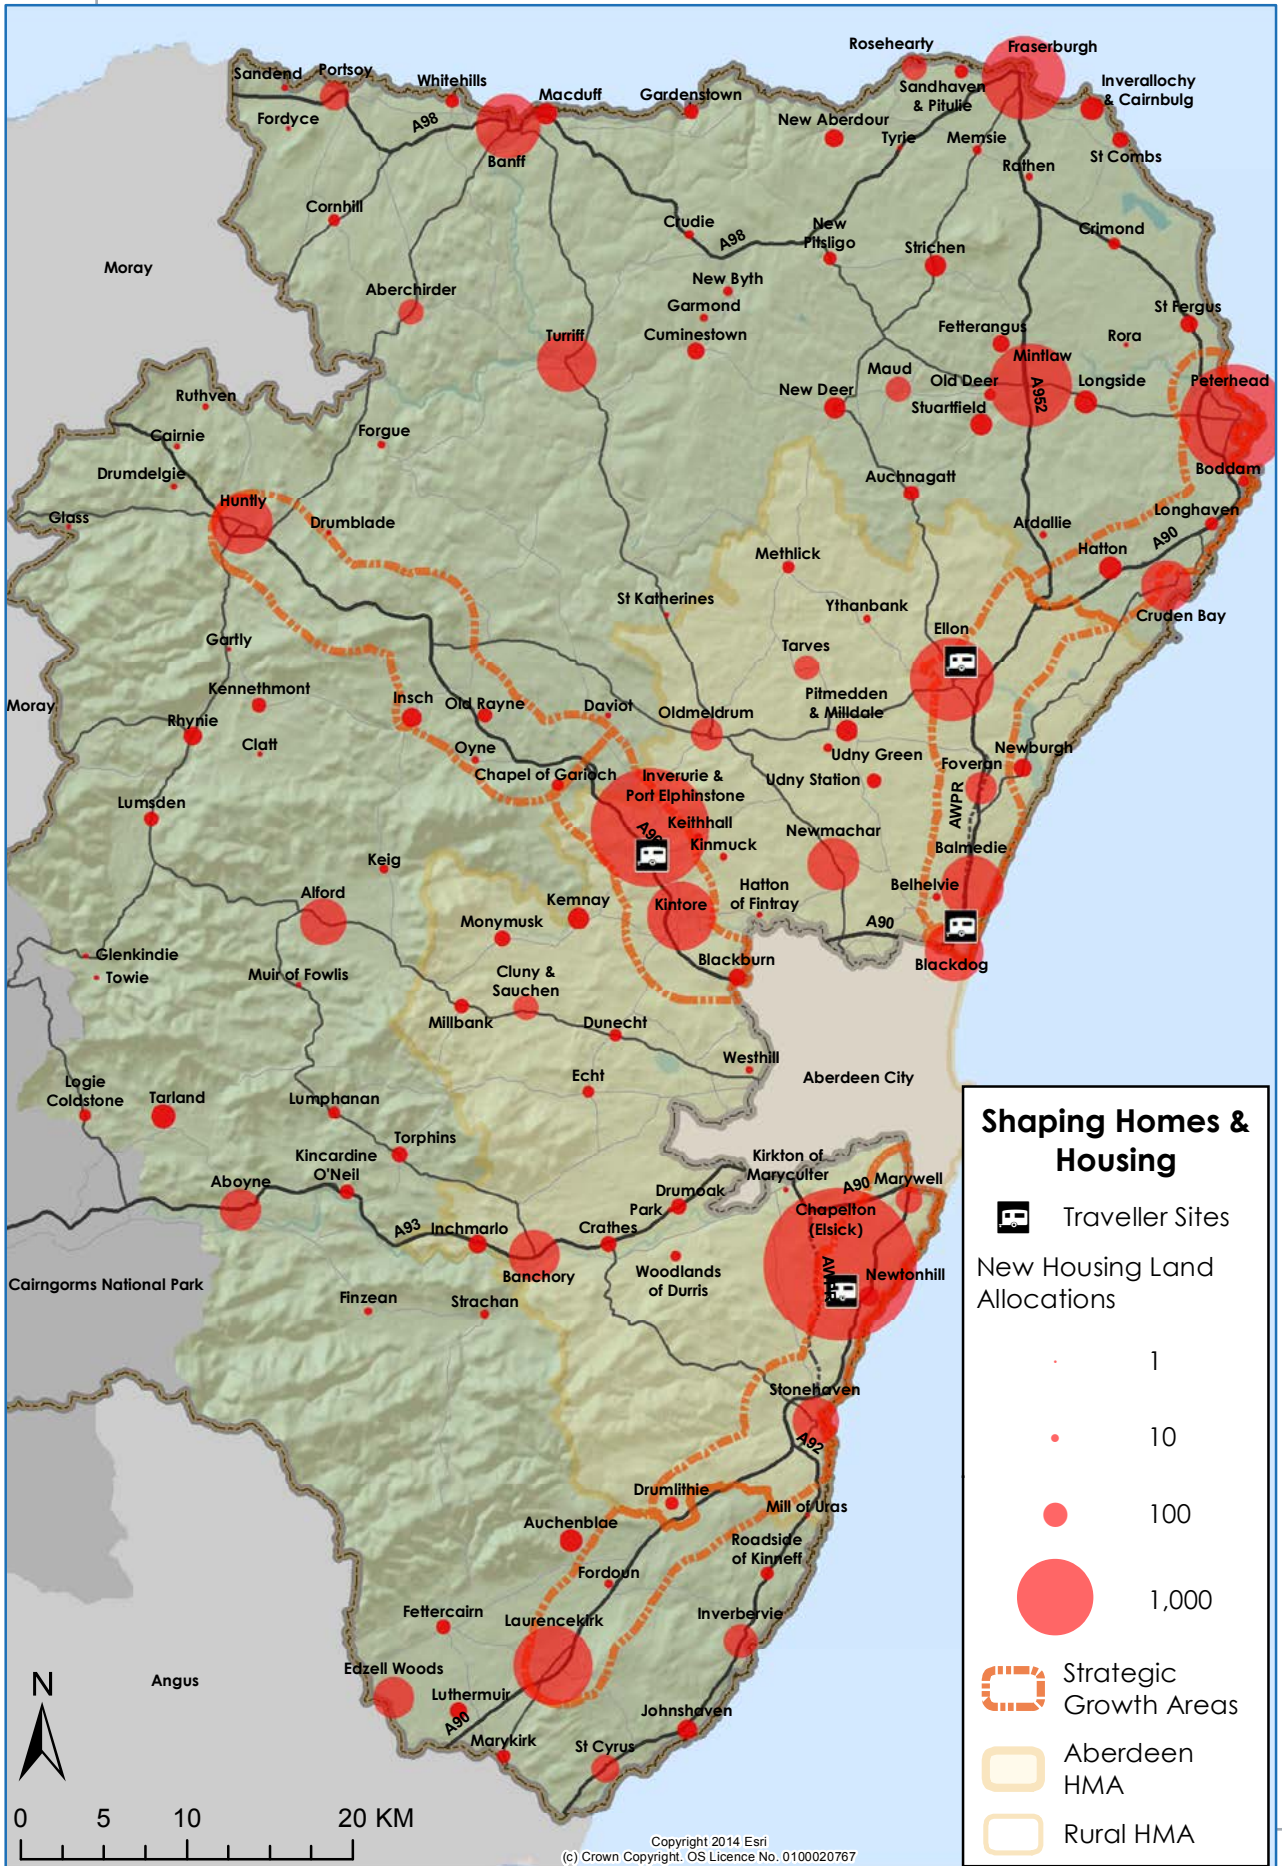 Rosehearty
Fraserburgh
Sandend
Portsoy
Whitehills
Macduff
Gardenstown
Sandhaven
& Pitulie
Inverallochy
& Cairnbulg
Fordyce
A98
New Aberdour
Tyrie
Memsie
St Combs
Banff
Rathen
Cornhill
Crudie
A98
New
Pitsligo
Strichen
Crimond
Moray
Aberchirder
New Byth
Garmond
Cuminestown
St Fergus
Turriff
Fetterangus
Rora
Mintlaw
Maud
Old Deer
A952
Longside
Peterhead
Ruthven
New Deer
Stuartfield
Cairnie
Forgue
Drumdelgie
Auchnagatt
Boddam
Huntly
Glass
Drumblade
Ardallie
Longhaven
A90
Methlick
Hatton
St Katherines
Ythanbank
Cruden Bay
Ellon
Gartly
Tarves
Kennethmont
Pitmedden
& Milldale
Moray
Insch
Old Rayne
Daviot
Oldmeldrum
Rhynie
Clatt
Oyne
Udny Green
Newburgh
Foveran
Chapel of Garioch
Inverurie &
Port Elphinstone
Udny Station
AWPR
Lumsden
Keithhall
A96
Newmachar
Kinmuck
Balmedie
Keig
Belhelvie
Alford
Kemnay
Hatton
of Fintray
Monymusk
Kintore
A90
Glenkindie
Blackburn
Blackdog
Towie
Muir of Fowlis
Cluny &
Sauchen
Millbank
Dunecht
Westhill
Aberdeen City
Echt
Logie
Coldstone
Tarland
Lumphanan
Torphins
Kincardine
O'Neil
Kirkton of
Maryculter
Aboyne
Drumoak
Park
A90
Marywell
Chapelton
(Elsick)
A93
Inchmarlo
Crathes
AWPR
Banchory
Newtonhill
Woodlands
of Durris
Cairngorms National Park
Finzean
Strachan
Stonehaven
A92
Drumlithie
Mill of Uras
Auchenblae
Roadside
of Kinneff
Fordoun
Fettercairn
Laurencekirk
Inverbervie
Edzell Woods
Angus
Luthermuir
A90
Johnshaven
Marykirk
St Cyrus
N
0 5 10 20 KM
Copyright 2014 Esri
(c) Crown Copyright. OS Licence No. 0100020767
Shaping Homes &
Housing
Traveller Sites
New Housing Land
Allocations
1
10
100
1,000
Strategic
Growth Areas
Aberdeen
HMA
Rural HMA